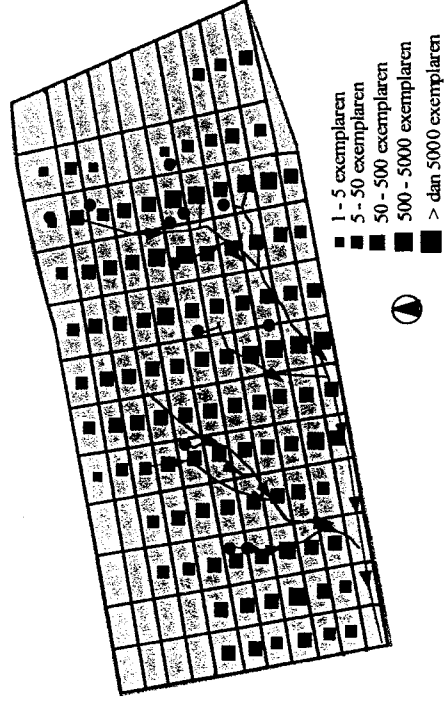 1 - 5 exemplaren
5 - 50 exemplaren
50 - 500 exemplaren
500 - 5000 exemplaren
> dan 5000 exemplaren